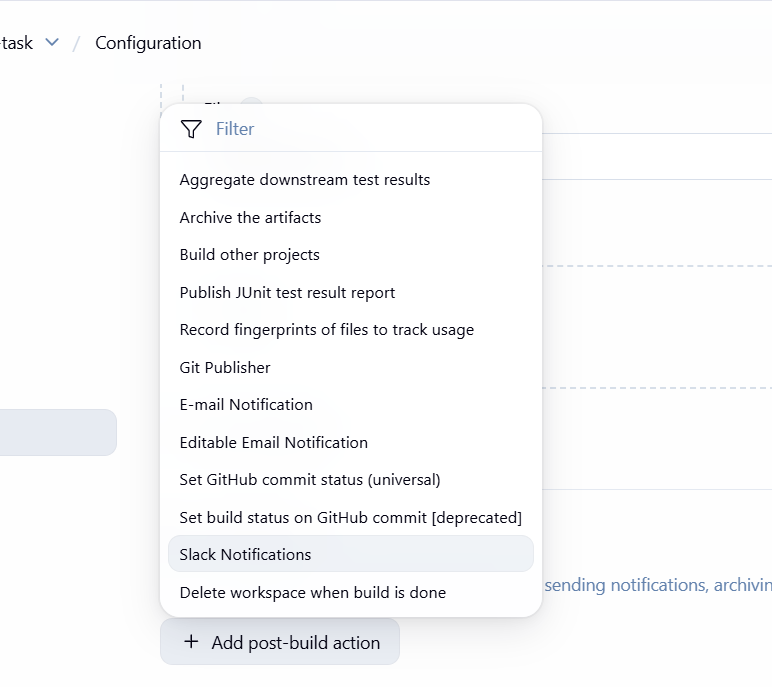 -task / Configuration
Filter
Aggregate downstream test results
Archive the artifacts
Build other projects
Publish JUnit test result report
Record fingerprints of files to track usage
Git Publisher
E-mail Notification
Editable Email Notification
Set GitHub commit status (universal)
Set build status on GitHub commit [deprecated]
Slack Notifications
Delete workspace when build is done
sending notifications,
+ Add post-build action